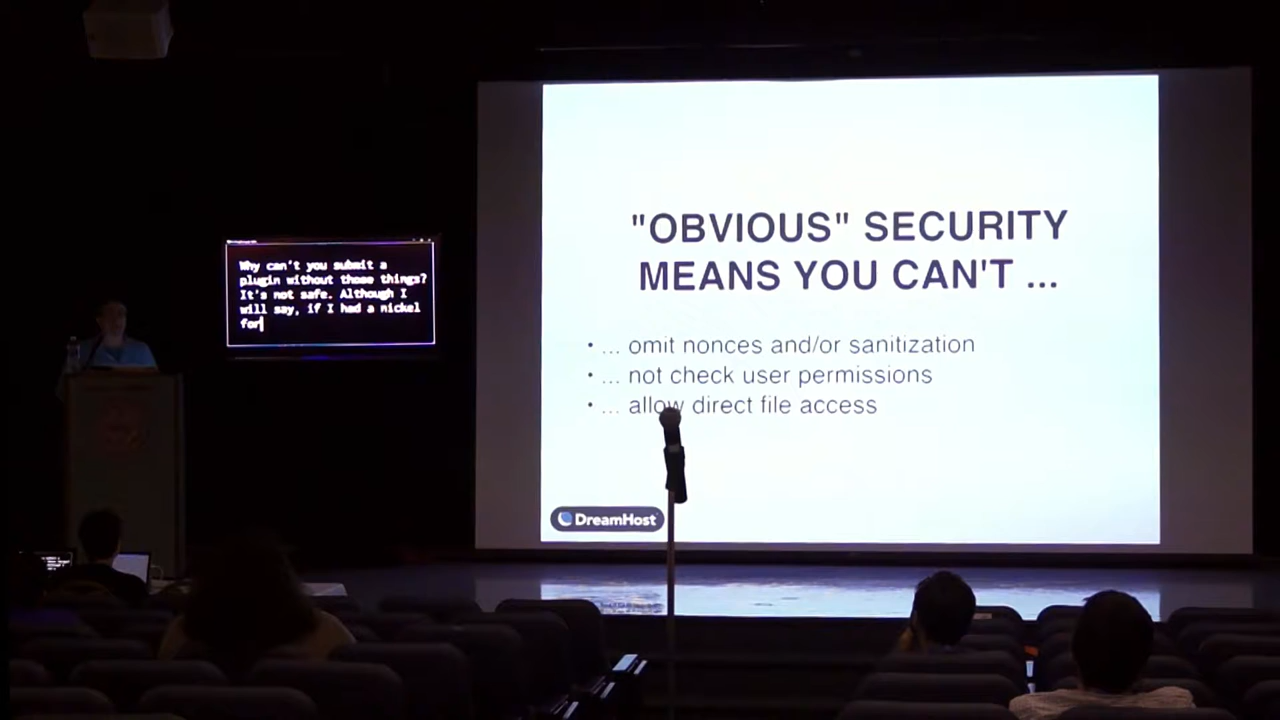 Why can't you submit a
plugin without those things?
It's not safe. Although I
will say, if I had a nickel
for
"OBVIOUS" SECURITY
MEANS YOU CAN'T ...
• ... omit nonces and/or sanitization
• ... not check user permissions
• ... allow direct file access
DreamHost